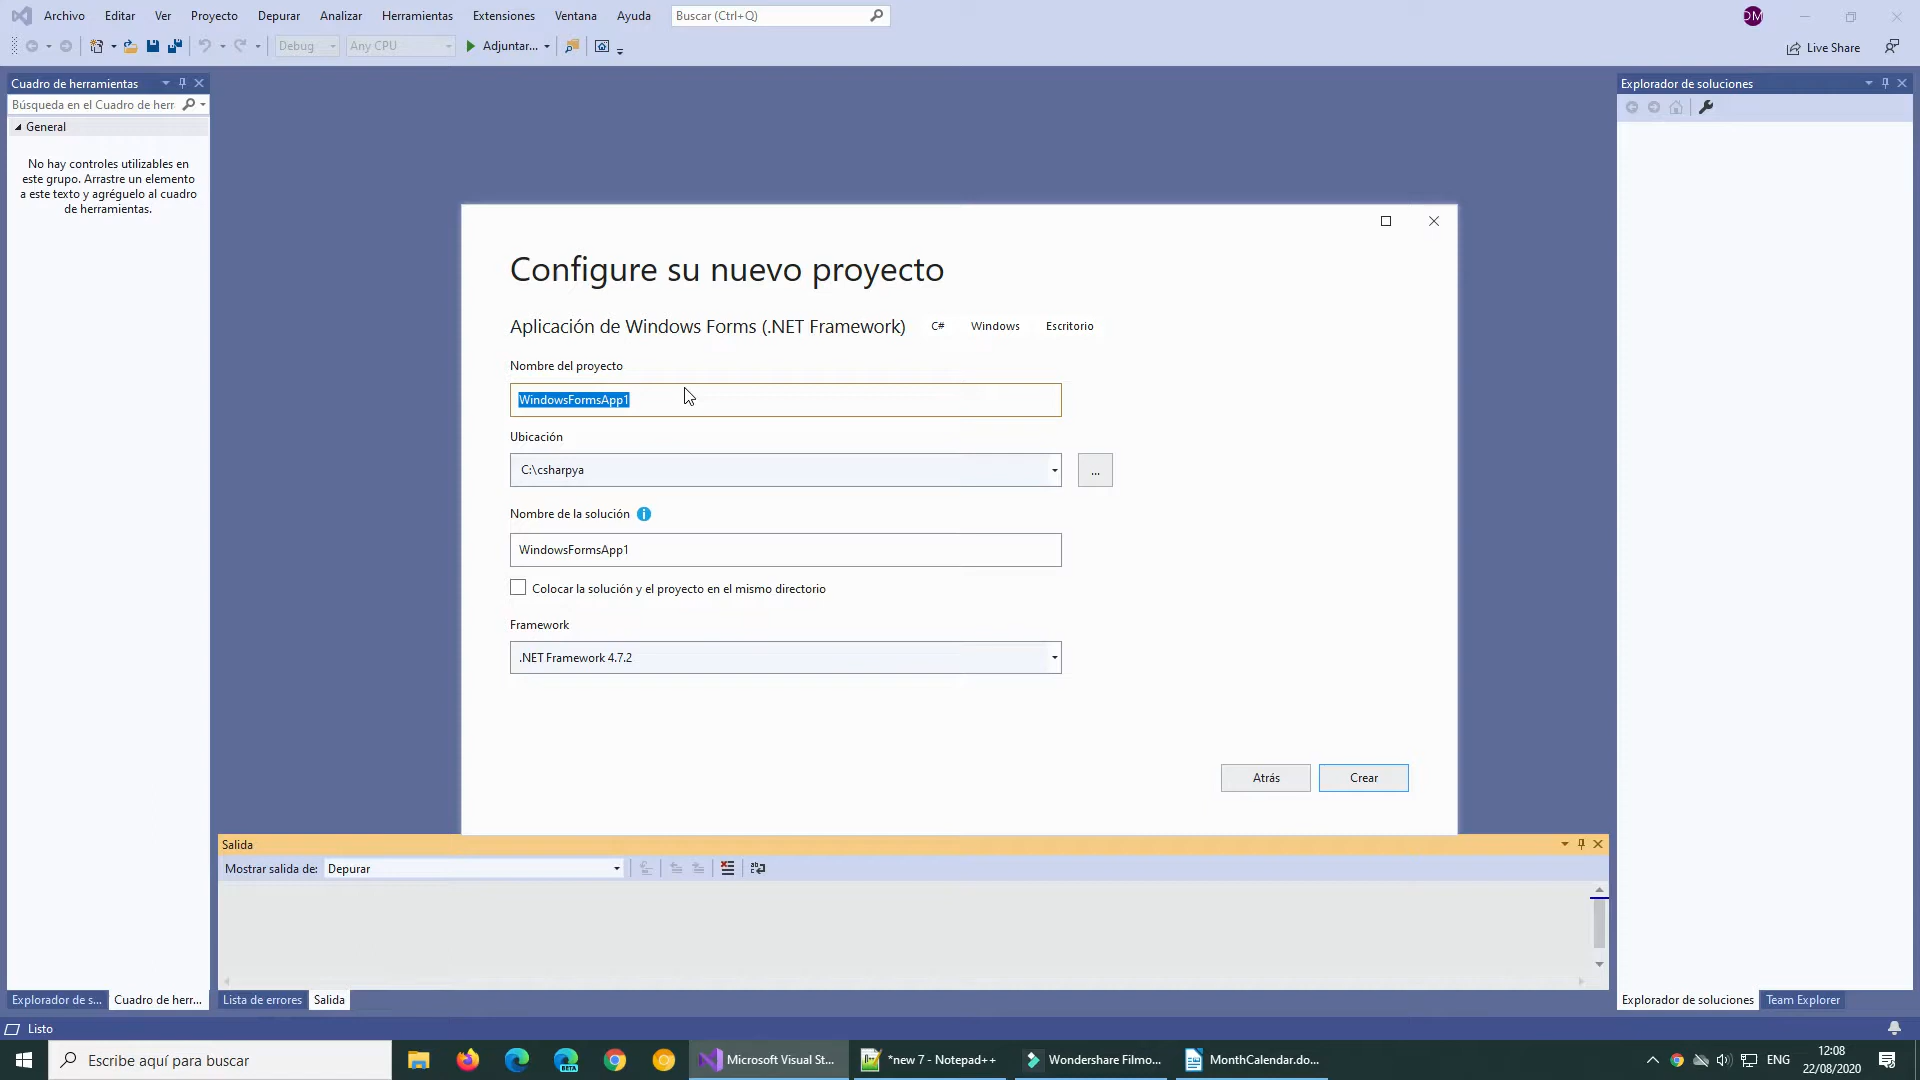 Archivo Editar Ver Proyecto Depurar Analizar Herramientas Extensiones Ventana Ayuda Buscar (Ctrl+Q) DM
Debug Any CPU Adjuntar... Live Share
Cuadro de herramientas
Búsqueda en el Cuadro de herr
General
No hay controles utilizables en
este grupo. Arrastre un elemento
a este texto y agréguelo al cuadro
de herramientas.
Explorador de soluciones
Configure su nuevo proyecto
Aplicación de Windows Forms (.NET Framework) C# Windows Escritorio
Nombre del proyecto
WindowsFormsApp1
Ubicación
C:\csharpya
...
Nombre de la solución
WindowsFormsApp1
Colocar la solución y el proyecto en el mismo directorio
Framework
.NET Framework 4.7.2
Atrás Crear
Salida
Mostrar salida de: Depurar
Explorador de s... Cuadro de herr... Lista de errores Salida Explorador de soluciones Team Explorer
Listo
Escribe aquí para buscar
BETA
Microsoft Visual St... *new 7 - Notepad++ Wondershare Filmo... MonthCalendar.do...
ENG
12:08
22/08/2020